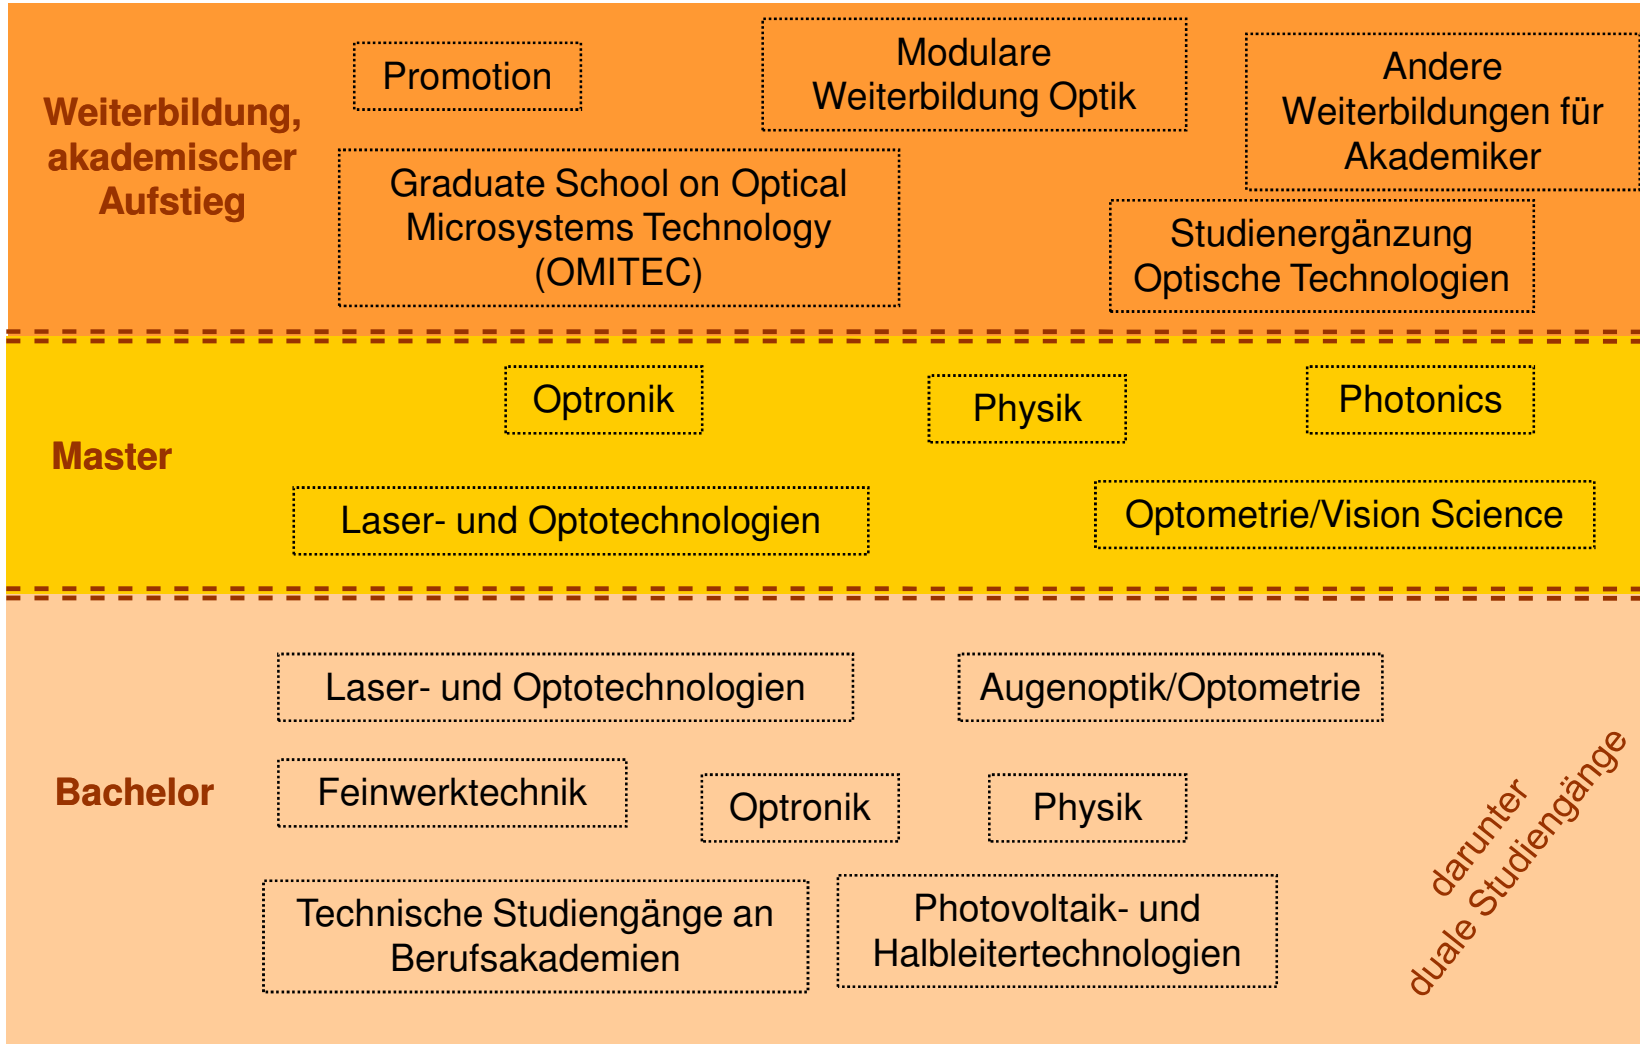 Weiterbildung,
akademischer
Aufstieg
Promotion
Modulare
Weiterbildung Optik
Andere
Weiterbildungen für
Akademiker
Graduate School on Optical
Microsystems Technology
(OMITEC)
Studienergänzung
Optische Technologien
Master
Optronik
Physik
Photonics
Laser- und Optotechnologien
Optometrie/Vision Science
Bachelor
Laser- und Optotechnologien
Augenoptik/Optometrie
Feinwerktechnik
Optronik
Physik
Technische Studiengänge an
Berufsakademien
Photovoltaik- und
Halbleitertechnologien
darunter
duale Studiengänge